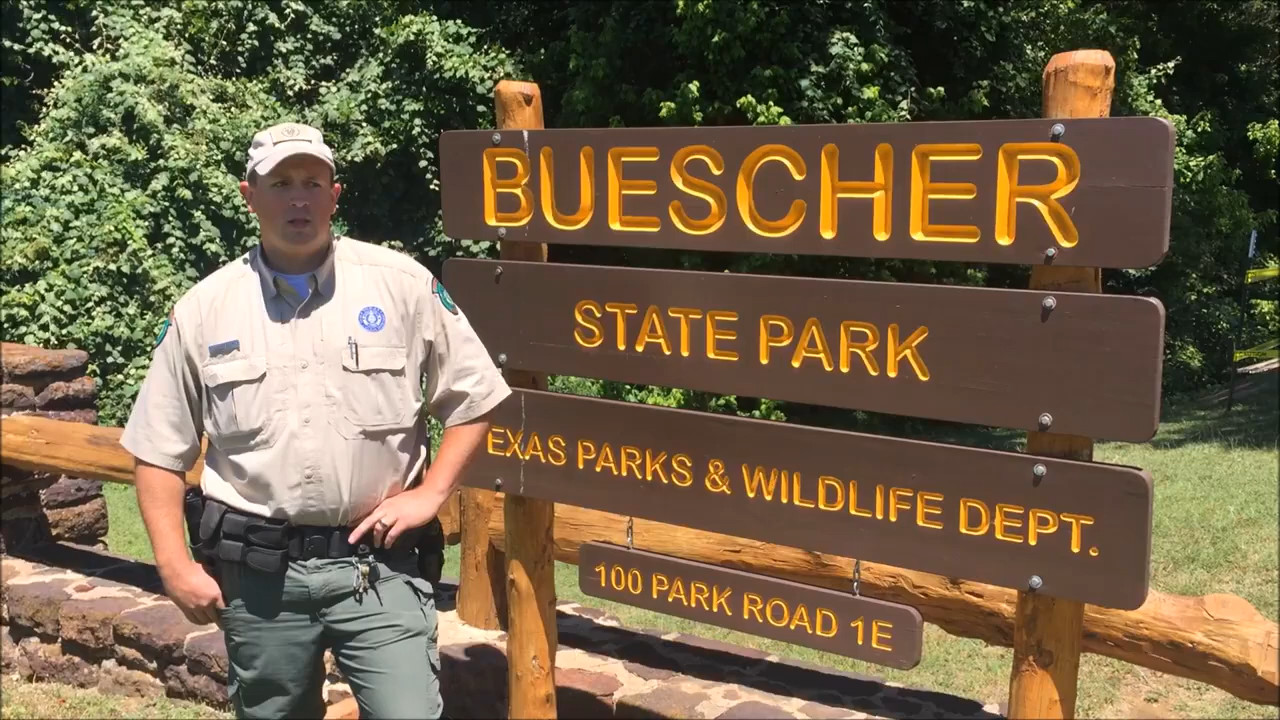 BUESCHER
STATE PARK
EXAS PARKS & WILDLIFE DEPT.
100 PARK ROAD 1E